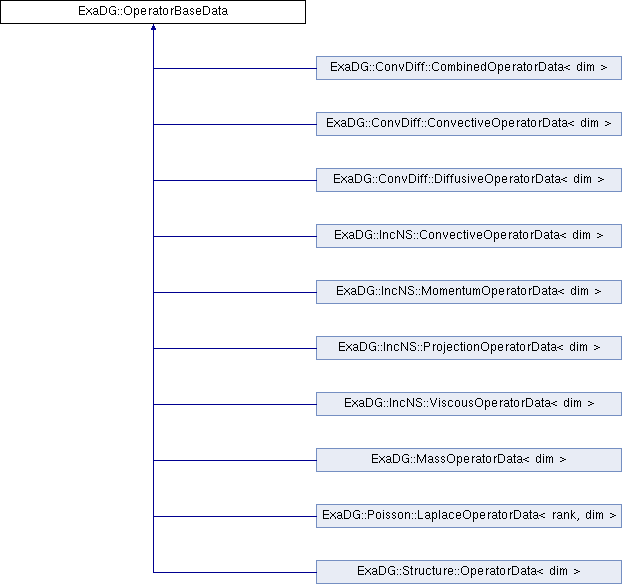 ExaDG::OperatorBaseData
ExaDG::ConvDiff::CombinedOperatorData< dim >
ExaDG::ConvDiff::ConvectiveOperatorData< dim >
ExaDG::ConvDiff::DiffusiveOperatorData< dim >
ExaDG::IncNS::ConvectiveOperatorData< dim >
ExaDG::IncNS::MomentumOperatorData< dim >
ExaDG::IncNS::ProjectionOperatorData< dim >
ExaDG::IncNS::ViscousOperatorData< dim >
ExaDG::MassOperatorData< dim >
ExaDG::Poisson::LaplaceOperatorData< rank, dim >
ExaDG::Structure::OperatorData< dim >